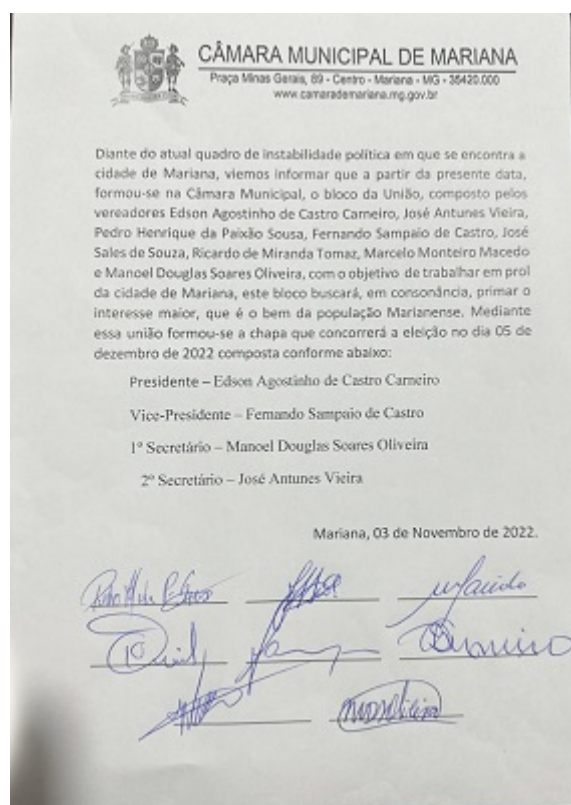 CÂMARA MUNICIPAL DE MARIANA
Praça Minas Gerais, 89 - Centro - Mariana - MG - 35420.000
www.camarademariana.mg.gov.br
Diante do atual quadro de instabilidade política em que se encontra a
cidade de Mariana, viemos informar que a partir da presente data,
formou-se na Câmara Municipal, o bloco da União, composto pelos
vereadores Edson Agostinho de Castro Carneiro, José Antunes Vieira,
Pedro Henrique da Paixão Sousa, Fernando Sampaio de Castro, José
Sales de Souza, Ricardo de Miranda Tomaz, Marcelo Monteiro Macedo
e Manoel Douglas Soares Oliveira, com o objetivo de trabalhar em prol
da cidade de Mariana, este bloco buscará, em consonância, primar o
interesse maior, que é o bem da população Marianense. Mediante
essa união formou-se a chapa que concorrerá a eleição no dia 05 de
dezembro de 2022 composta conforme abaixo:
Presidente – Edson Agostinho de Castro Carneiro
Vice-Presidente – Fernando Sampaio de Castro
1º Secretário – Manoel Douglas Soares Oliveira
2º Secretário – José Antunes Vieira
Mariana, 03 de Novembro de 2022.